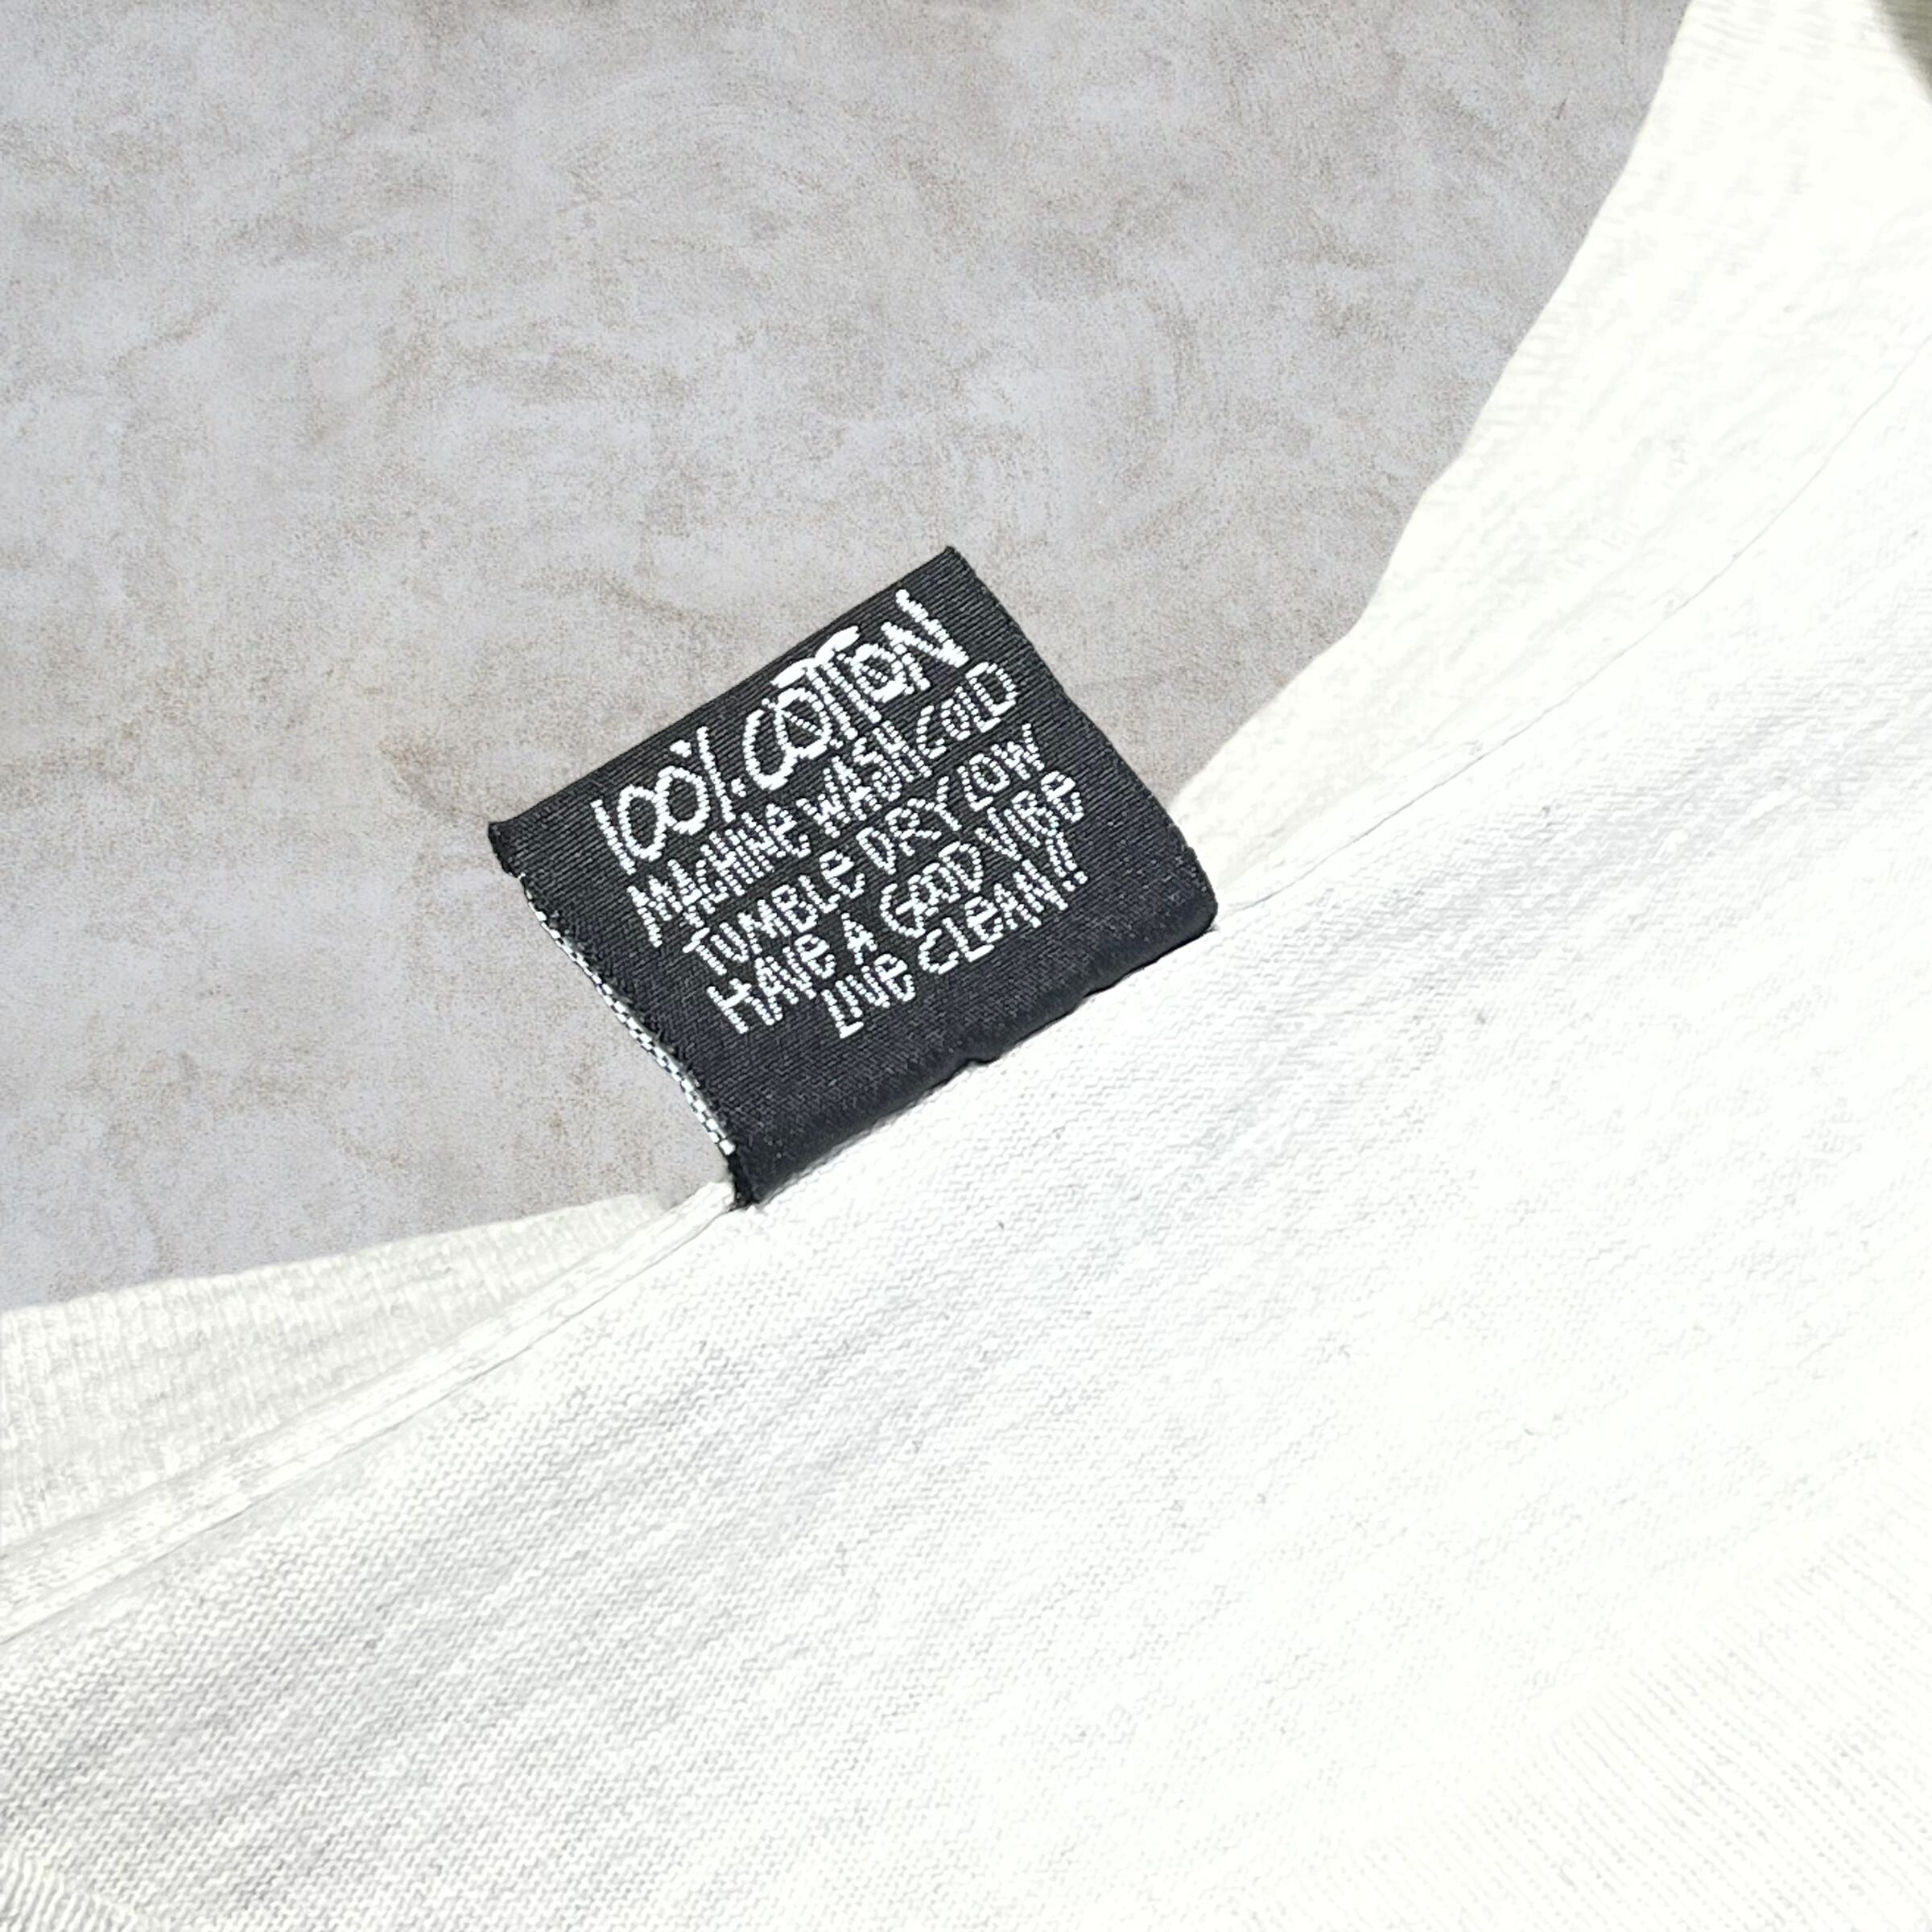 100% COTTON
MACHINE WASH COLD
TUMBLE DRY LOW
HAVE A GOOD VIBE
LIVE CLEAN!!